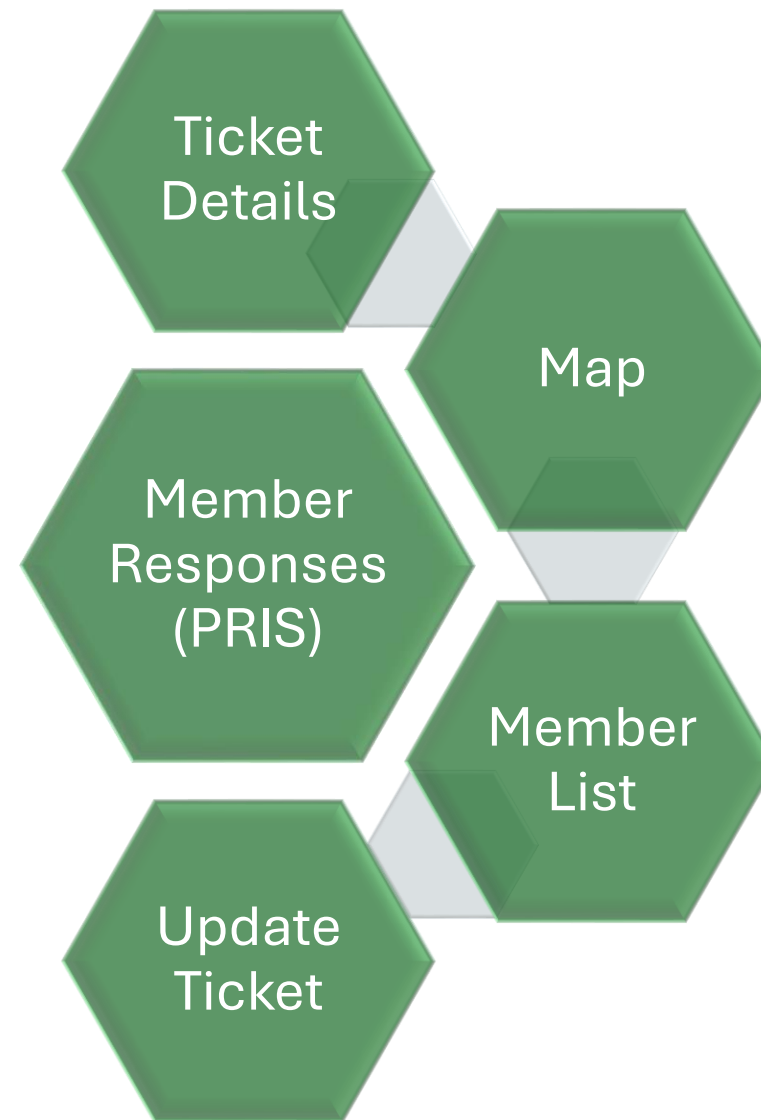 Ticket
Details
Map
Member
Responses
(PRIS)
Member
List
Update
Ticket